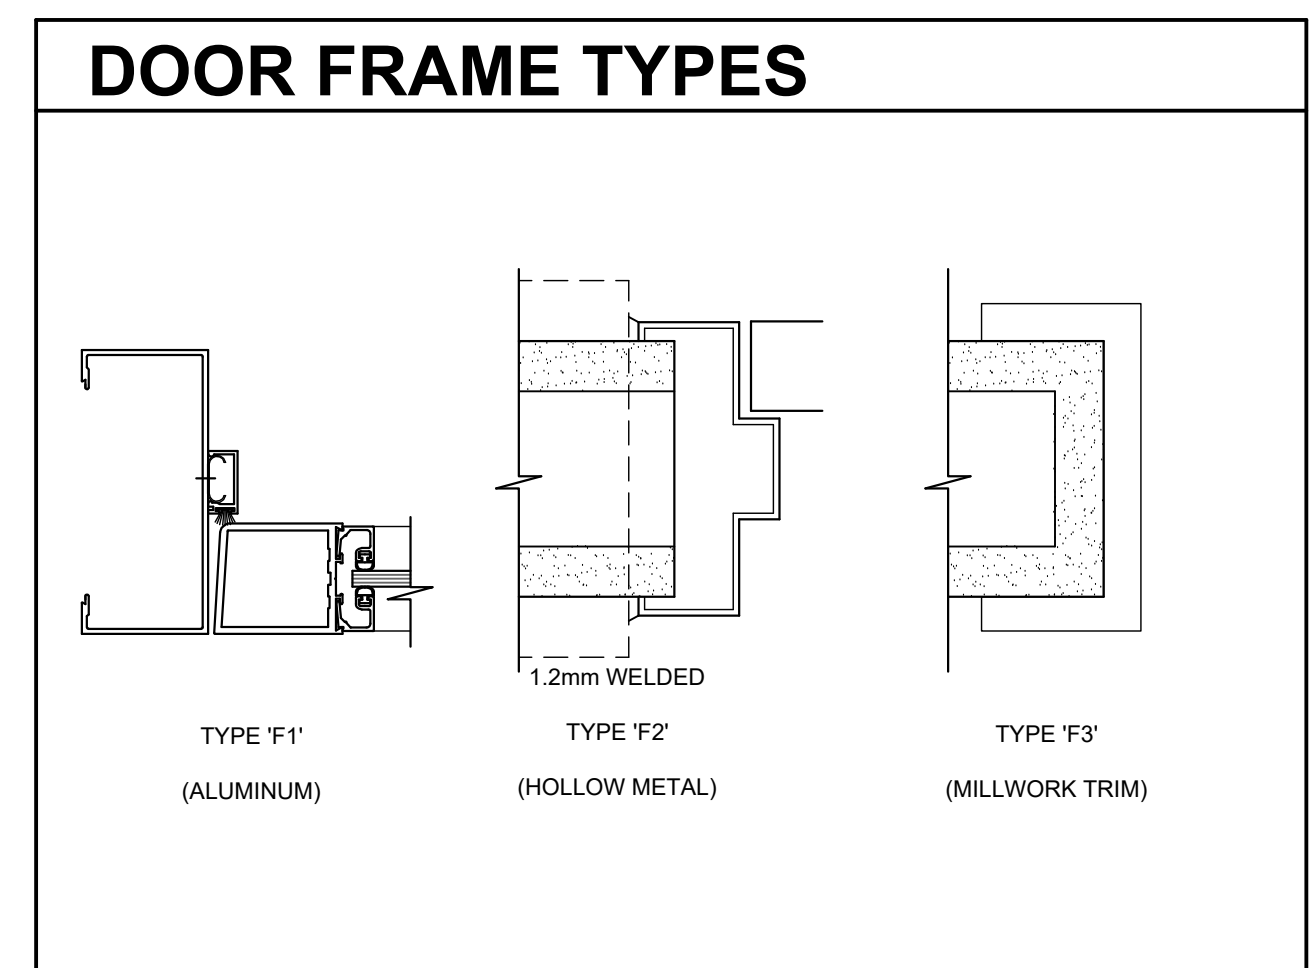 DOOR FRAME TYPES
1.2mm WELDED
TYPE 'F1'
(ALUMINUM)
TYPE 'F2'
(HOLLOW METAL)
TYPE 'F3'
(MILLWORK TRIM)